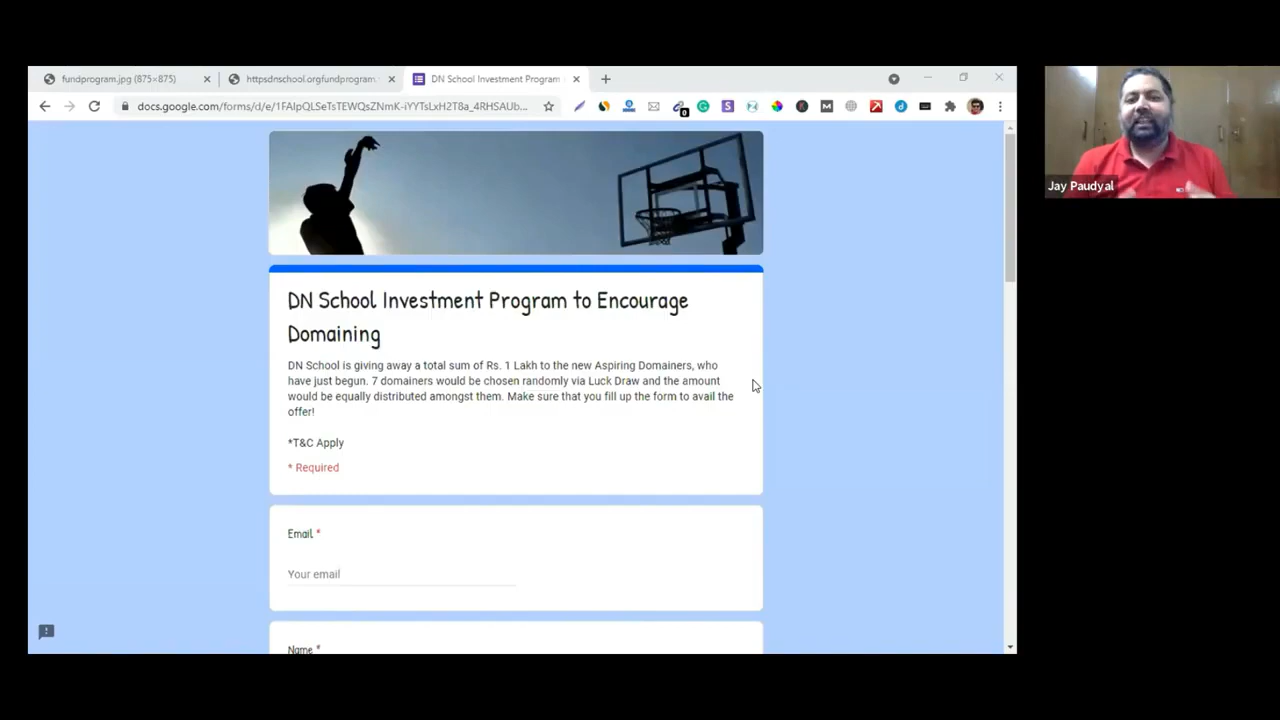 fundprogram.jpg (875×875)
httpsdnschool.orgfundprogram.
DN School Investment Program
docs.google.com/forms/d/e/1FAIpQLSeTsTEWQsZNmK-iYYTsLxH2T8a_4RHSAUb...
0
Jay Paudyal
DN School Investment Program to Encourage
Domaining
DN School is giving away a total sum of Rs. 1 Lakh to the new Aspiring Domainers, who
have just begun. 7 domainers would be chosen randomly via Luck Draw and the amount
would be equally distributed amongst them. Make sure that you fill up the form to avail the
offer!
*T&C Apply
* Required
Email *
Your email
Name *